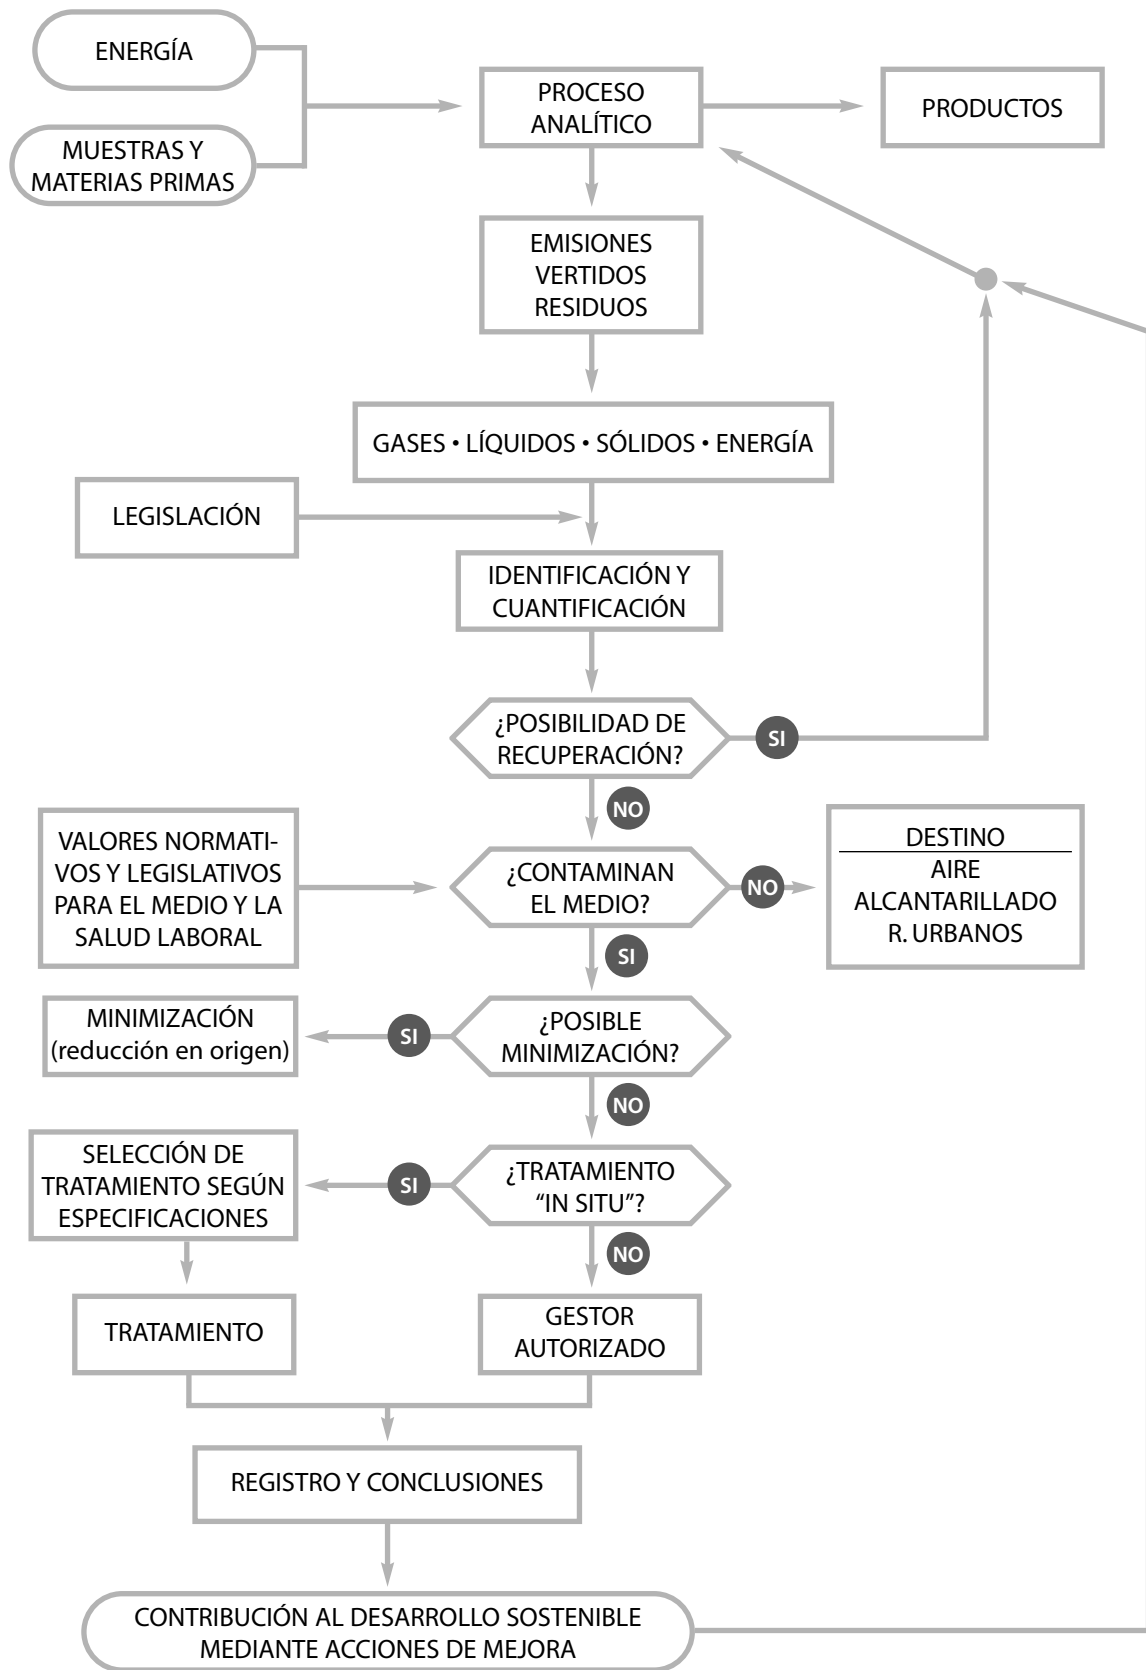 ENERGÍA
MUESTRAS Y
MATERIAS PRIMAS
PROCESO
ANALÍTICO
PRODUCTOS
EMISIONES
VERTIDOS
RESIDUOS
GASES • LÍQUIDOS • SÓLIDOS • ENERGÍA
LEGISLACIÓN
IDENTIFICACIÓN Y
CUANTIFICACIÓN
¿POSIBILIDAD DE
RECUPERACIÓN?
SI
NO
VALORES NORMATI-
VOS Y LEGISLATIVOS
PARA EL MEDIO Y LA
SALUD LABORAL
¿CONTAMINAN
EL MEDIO?
NO
DESTINO
AIRE
ALCANTARILLADO
R. URBANOS
SI
MINIMIZACIÓN
(reducción en origen)
SI
¿POSIBLE
MINIMIZACIÓN?
NO
SELECCIÓN DE
TRATAMIENTO SEGÚN
ESPECIFICACIONES
SI
¿TRATAMIENTO
“IN SITU”?
NO
TRATAMIENTO
GESTOR
AUTORIZADO
REGISTRO Y CONCLUSIONES
CONTRIBUCIÓN AL DESARROLLO SOSTENIBLE
MEDIANTE ACCIONES DE MEJORA